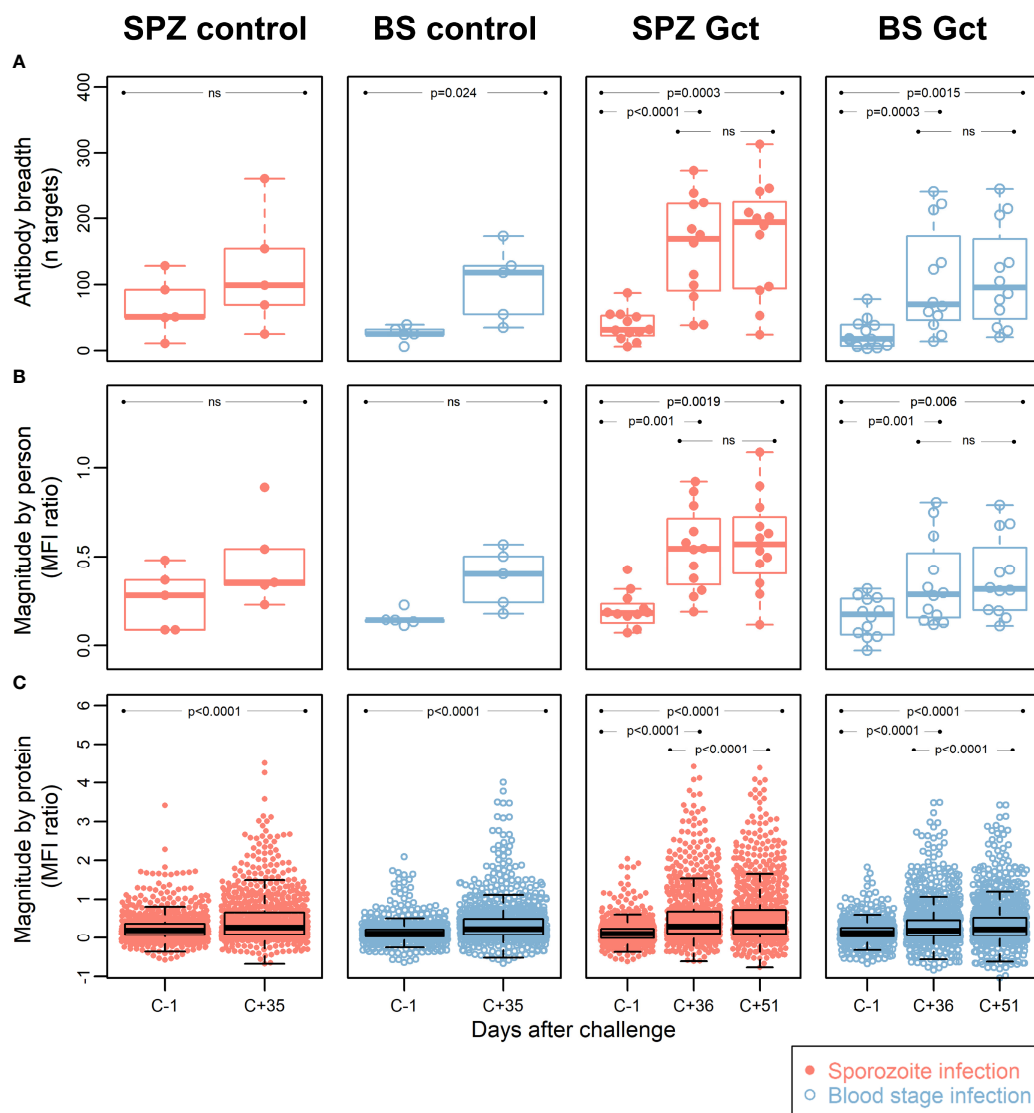 SPZ control BS control SPZ Gct BS Gct
A
Antibody breadth
(n targets)
400
300
200
100
0
ns
p=0.024
p=0.0003
p<0.0001
ns
p=0.0015
p=0.0003
ns
B
Magnitude by person
(MFI ratio)
1.0
0.5
0.0
ns
ns
p=0.0019
p=0.001
ns
p=0.006
p=0.001
ns
C
Magnitude by protein
(MFI ratio)
6
5
4
3
2
1
0
-1
p<0.0001
p<0.0001
p<0.0001
p<0.0001
p<0.0001
p<0.0001
p<0.0001
p<0.0001
C-1 C+35 C-1 C+35 C-1 C+36 C+51 C-1 C+36 C+51
Days after challenge
Sporozoite infection
Blood stage infection